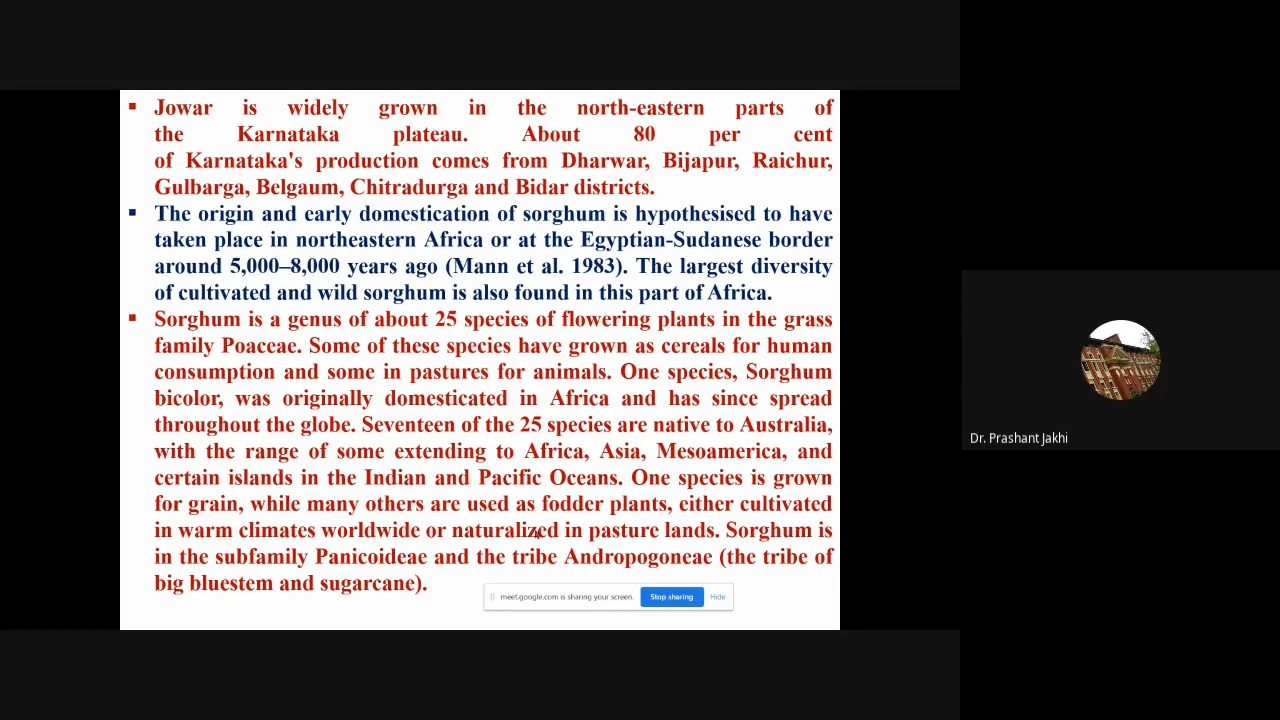 ▪ Jowar is widely grown in the north-eastern parts of
the Karnataka plateau. About 80 per cent
of Karnataka's production comes from Dharwar, Bijapur, Raichur,
Gulbarga, Belgaum, Chitradurga and Bidar districts.
▪ The origin and early domestication of sorghum is hypothesised to have
taken place in northeastern Africa or at the Egyptian-Sudanese border
around 5,000–8,000 years ago (Mann et al. 1983). The largest diversity
of cultivated and wild sorghum is also found in this part of Africa.
▪ Sorghum is a genus of about 25 species of flowering plants in the grass
family Poaceae. Some of these species have grown as cereals for human
consumption and some in pastures for animals. One species, Sorghum
bicolor, was originally domesticated in Africa and has since spread
throughout the globe. Seventeen of the 25 species are native to Australia,
with the range of some extending to Africa, Asia, Mesoamerica, and
certain islands in the Indian and Pacific Oceans. One species is grown
for grain, while many others are used as fodder plants, either cultivated
in warm climates worldwide or naturalized in pasture lands. Sorghum is
in the subfamily Panicoideae and the tribe Andropogoneae (the tribe of
big bluestem and sugarcane).
meet.google.com is sharing your screen. Stop sharing Hide
Dr. Prashant Jakhi